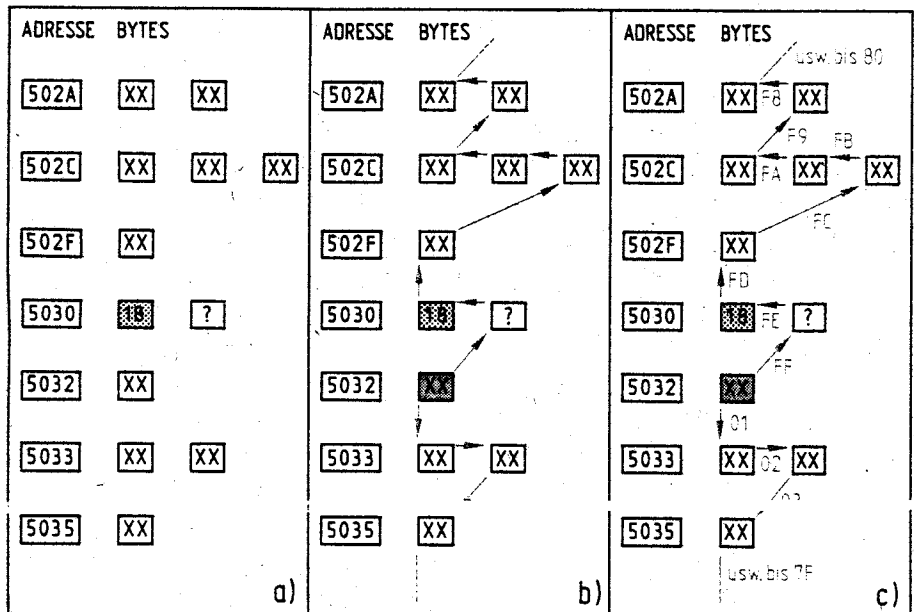 ADRESSE BYTES
502A XX XX
502C XX XX XX
502F XX
5030 18 ?
5032 XX
5033 XX XX
5035 XX
a)
ADRESSE BYTES
502A XX XX
502C XX XX XX
502F XX
5030 18 ?
5032 XX
5033 XX XX
5035 XX
b)
ADRESSE BYTES
usw. bis 80
502A XX F8 XX
F9 FB
502C XX FA XX XX
FC
502F XX
FD
5030 18 FE ?
FF
5032 XX
01
5033 XX 02 XX
5035 XX
usw. bis 7F
c)